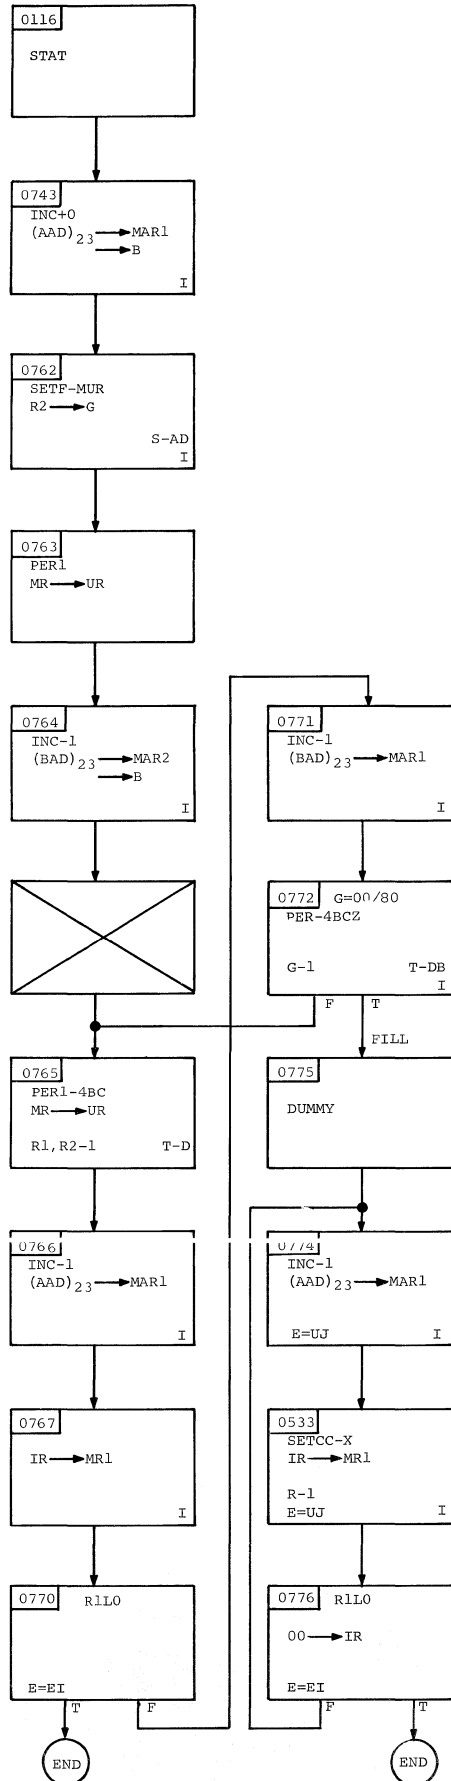 0116
STAT
0743
INC+0
(AAD)23 → MAR1
→ B
I
0762
SETF-MUR
R2 → G
S-AD
I
0763
PER1
MR → UR
0764
INC-1
(BAD)23 → MAR2
→ B
I
0765
PER1-4BC
MR → UR
R1,R2-1 T-D
0766
INC-1
(AAD)23 → MAR1
I
0767
IR → MR1
I
0770 R1L0
E=EI
T F
END
0771
INC-1
(BAD)23 → MAR1
I
0772 G=00/80
PER-4BCZ
G-1 T-DB
I
F T
FILL
0775
DUMMY
0774
INC-1
(AAD)23 → MAR1
E=UJ I
0533
SETCC-X
IR → MR1
R-1
E=UJ I
0776 R1L0
00 → IR
E=EI
F T
END